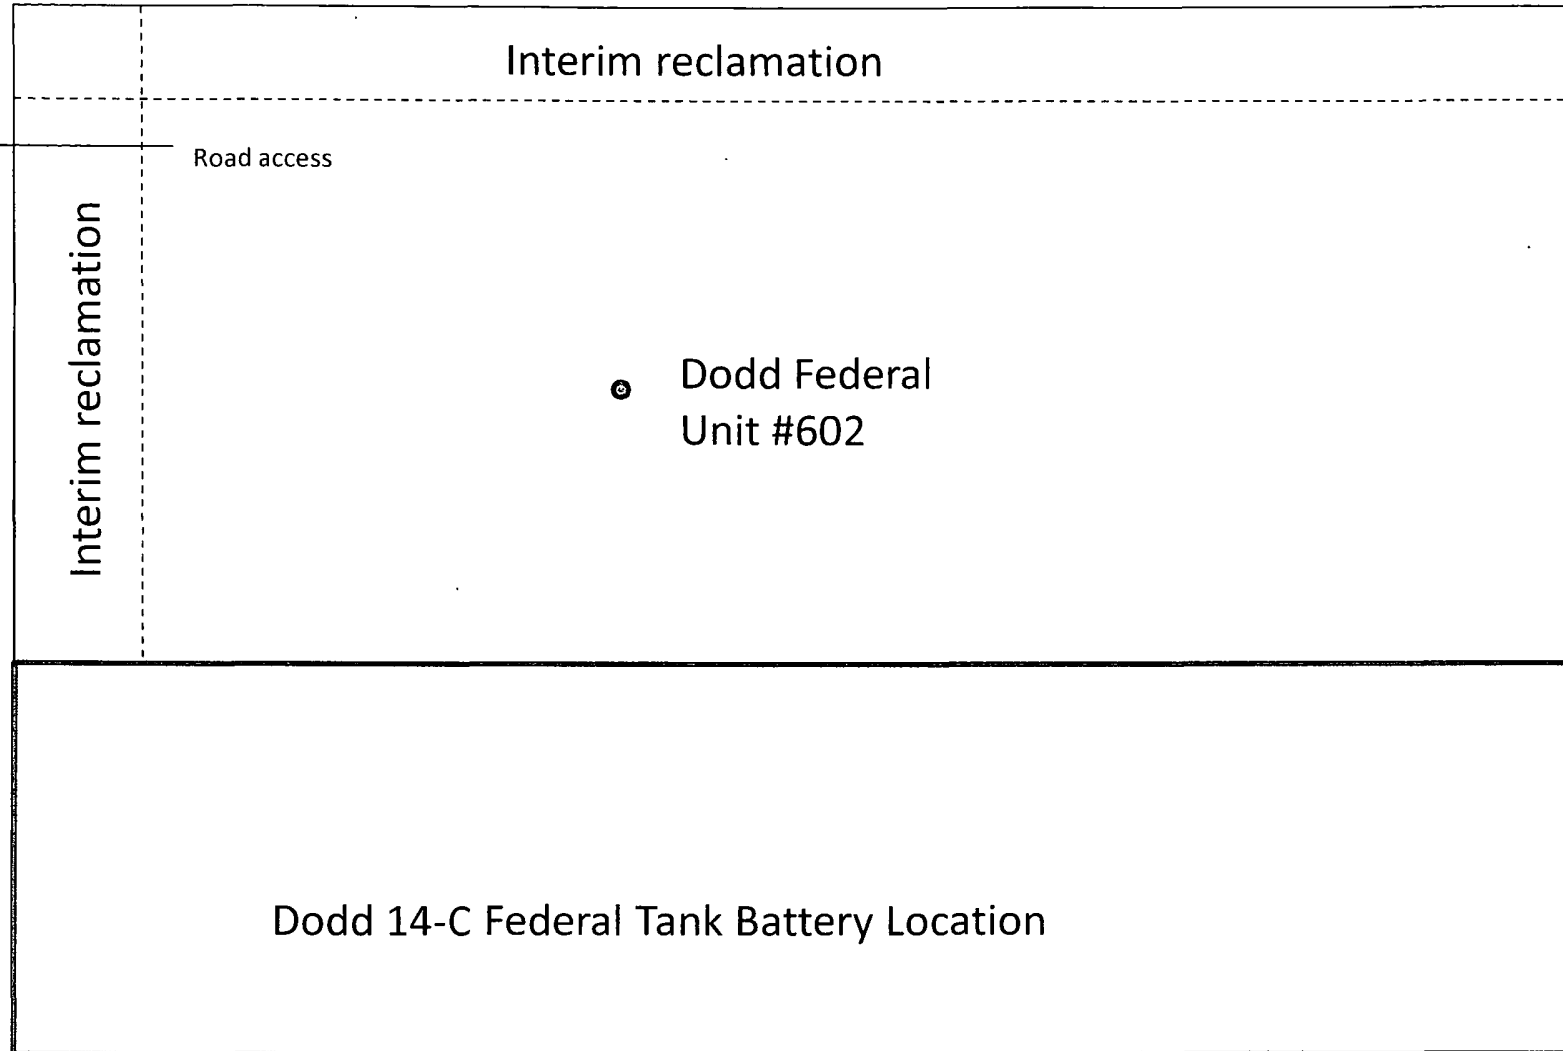 Interim reclamation
Road access
Interim reclamation
Dodd Federal
Unit #602
Dodd 14-C Federal Tank Battery Location